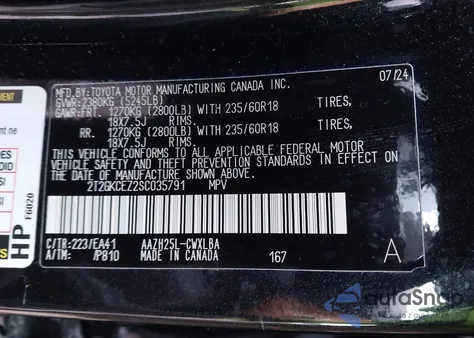 MFD.BY:TOYOTA MOTOR MANUFACTURING CANADA INC.
07/24
GVWR:2380KG (5245LB)
GAWR:FRT. 1270KG (2800LB) WITH 235/60R18 TIRES,
18X7.5J RIMS.
RR. 1270KG (2800LB) WITH 235/60R18 TIRES,
18X7.5J RIMS.
THIS VEHICLE CONFORMS TO ALL APPLICABLE FEDERAL MOTOR
VEHICLE SAFETY AND THEFT PREVENTION STANDARDS IN EFFECT ON
THE DATE OF MANUFACTURE SHOWN ABOVE.
2T2GKCEZ2SC035791 MPV
C/TR:223/EA41 AAZH25L-CWXLBA
A/TM: /P810 MADE IN CANADA 167 A
HP F6020
autoSnap